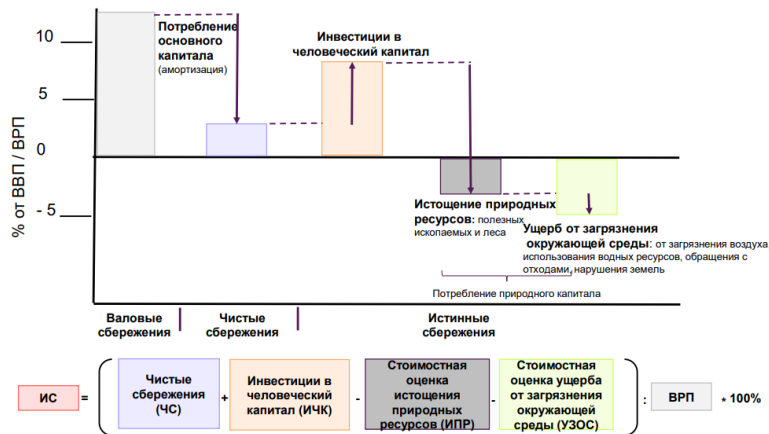 % от ВВП / ВРП
10
5
0
- 5
Потребление
основного
капитала
(амортизация)
Инвестиции в
человеческий капитал
Истощение природных
ресурсов: полезных
ископаемых и леса
Ущерб от загрязнения
окружающей среды: от загрязнения воздуха
использования водных ресурсов, обращения с
отходами, нарушения земель
Потребление природного капитала
Валовые
сбережения
Чистые
сбережения
Истинные
сбережения
ИС
=
Чистые
сбережения
(ЧС)
+
Инвестиции в
человеческий
капитал (ИЧК)
-
Стоимостная
оценка
истощения
природных
ресурсов (ИПР)
-
Стоимостная
оценка ущерба
от загрязнения
окружающей
среды (УЗОС)
:
ВРП
* 100%